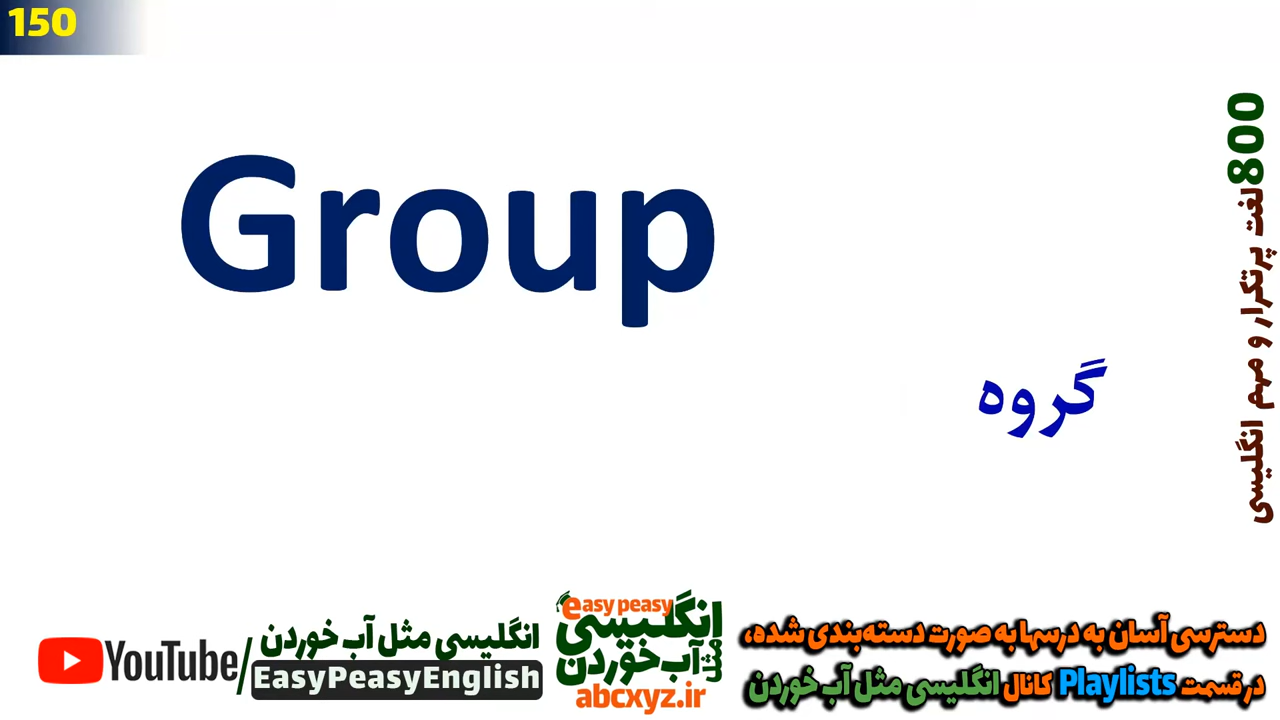 150
Group
گروه
800 لغت پرتکرار و مهم انگلیسی
YouTube/
انگلیسی مثل آب خوردن
EasyPeasyEnglish
easy peasy
انگلیسی
مثل
آب خوردن
abcxyz.ir
دسترسی آسان به درسها به صورت دسته‌بندی شده،
در قسمت Playlists کانال انگلیسی مثل آب خوردن